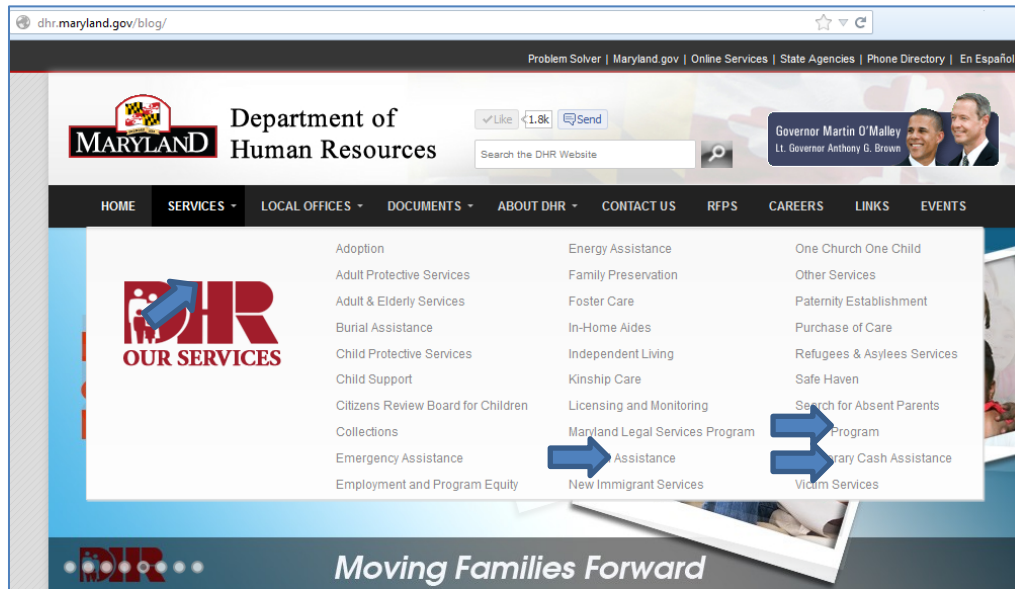 dhr.maryland.gov/blog/
Problem Solver | Maryland.gov | Online Services | State Agencies | Phone Directory | En Español
MARYLAND
Department of
Human Resources
Like 1.8k Send
Search the DHR Website
Governor Martin O'Malley
Lt. Governor Anthony G. Brown
HOME SERVICES LOCAL OFFICES DOCUMENTS ABOUT DHR CONTACT US RFPS CAREERS LINKS EVENTS
DHR
OUR SERVICES
Adoption
Adult Protective Services
Adult & Elderly Services
Burial Assistance
Child Protective Services
Child Support
Citizens Review Board for Children
Collections
Emergency Assistance
Employment and Program Equity
Energy Assistance
Family Preservation
Foster Care
In-Home Aides
Independent Living
Kinship Care
Licensing and Monitoring
Maryland Legal Services Program
Assistance
New Immigrant Services
One Church One Child
Other Services
Paternity Establishment
Purchase of Care
Refugees & Asylees Services
Safe Haven
Search for Absent Parents
Program
Cash Assistance
Victim Services
DHR
Moving Families Forward